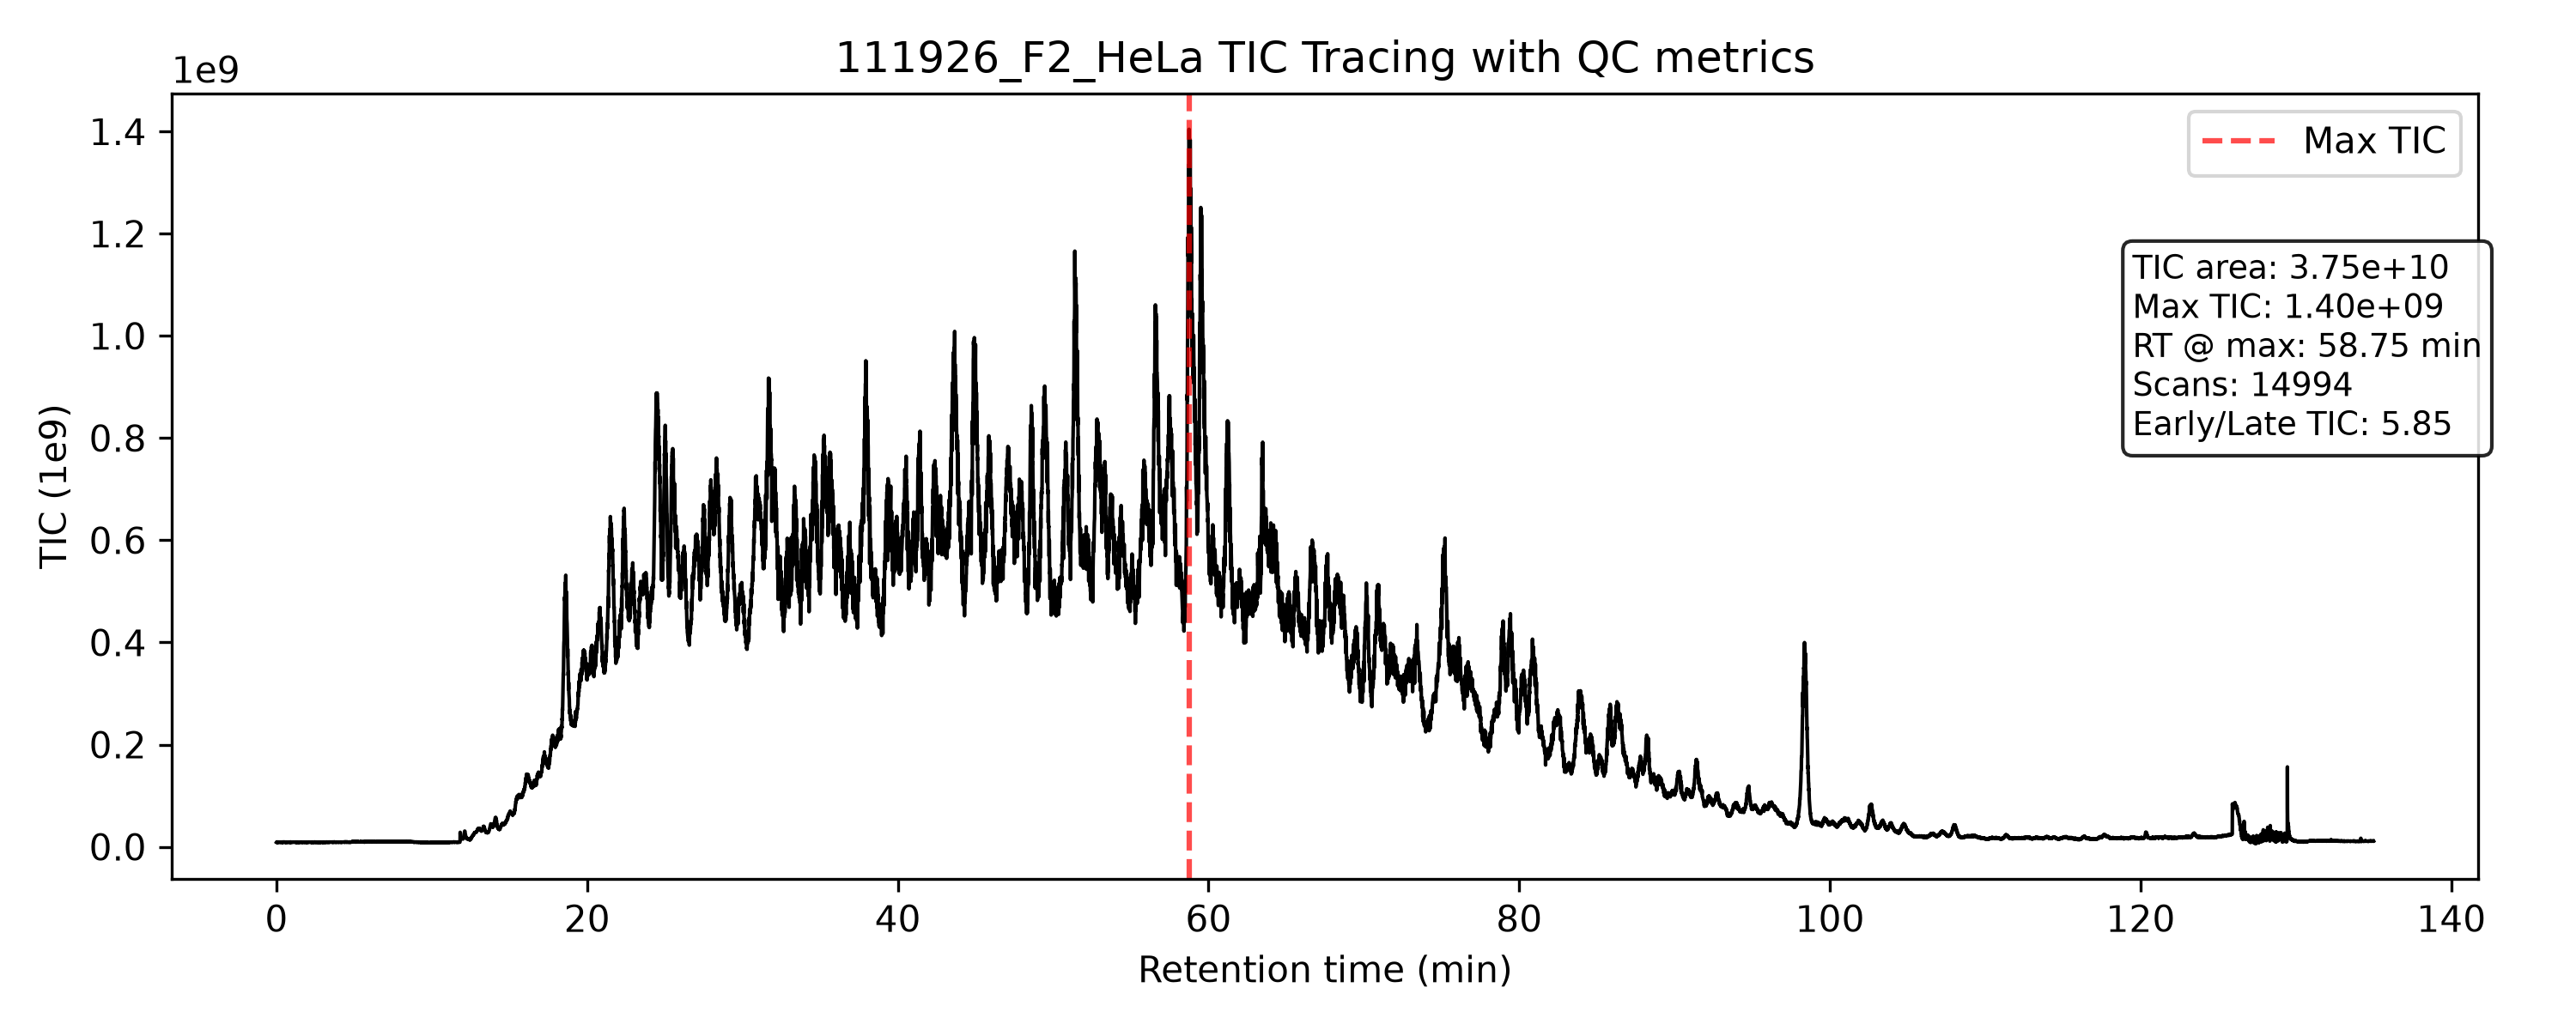 111926_F2_HeLa TIC Tracing with QC metrics
1e9
1.4
1.2
1.0
0.8
0.6
0.4
0.2
0.0
TIC (1e9)
Max TIC
TIC area: 3.75e+10
Max TIC: 1.40e+09
RT @ max: 58.75 min
Scans: 14994
Early/Late TIC: 5.85
0 20 40 60 80 100 120 140
Retention time (min)